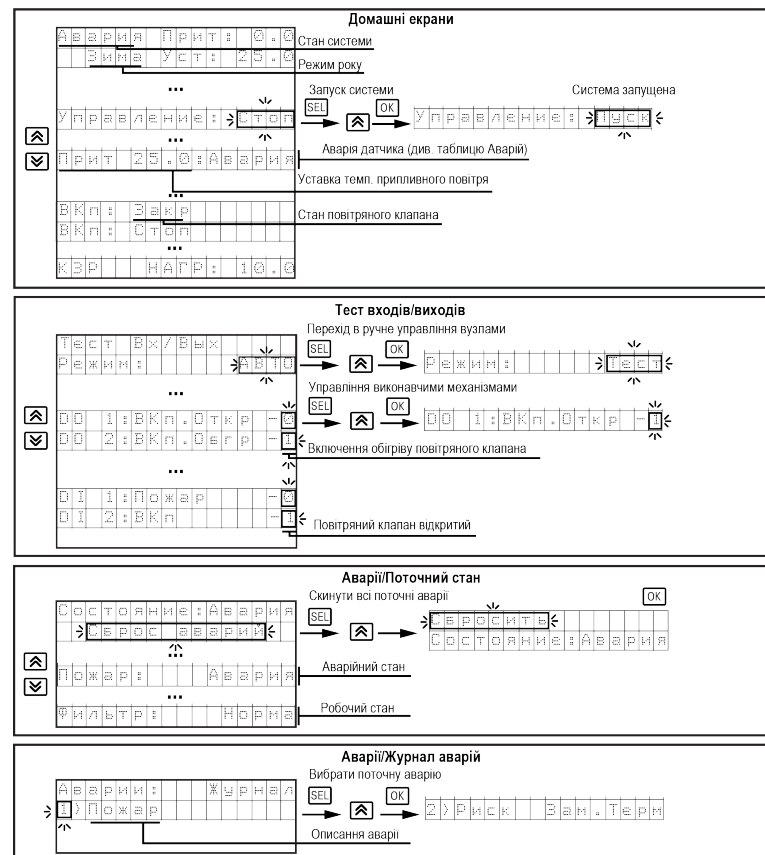 Домашні екрани
Авария Прит: 0.0
Стан системи
Зима Уст: 25.0
Режим року
...
Запуск системи
Система запущена
Управление: Стоп
SEL
OK
Управление: Пуск
...
Аварія датчика (див. таблицю Аварій)
Прит 25.0:Авария
Уставка темп. припливного повітря
...
ВКп: Закр
Стан повітряного клапана
ВКп: Стоп
...
КЗР НАГР: 10.0
Тест входів/виходів
Перехід в ручне управління вузлами
Тест Вх/Вых
SEL
OK
Режим: АВТО
Режим: Тест
...
Управління виконавчими механізмами
SEL
OK
DO 1:ВКп.Откр -0
DO 1:ВКп.Откр -1
DO 2:ВКп.Обгр -1
Включення обігріву повітряного клапана
...
DI 1:Пожар -0
DI 2:ВКп -1
Повітряний клапан відкритий
Аварії/Поточний стан
Скинути всі поточні аварії
OK
Состояние:Авария
SEL
Сбросить
Сброс аварий
Состояние:Авария
...
Пожар: Авария
Аварійний стан
...
Фильтр: Норма
Робочий стан
Аварії/Журнал аварій
Вибрати поточну аварію
Аварии: Журнал
SEL
OK
1)Пожар
2)Риск Зам.Терм
Описання аварії